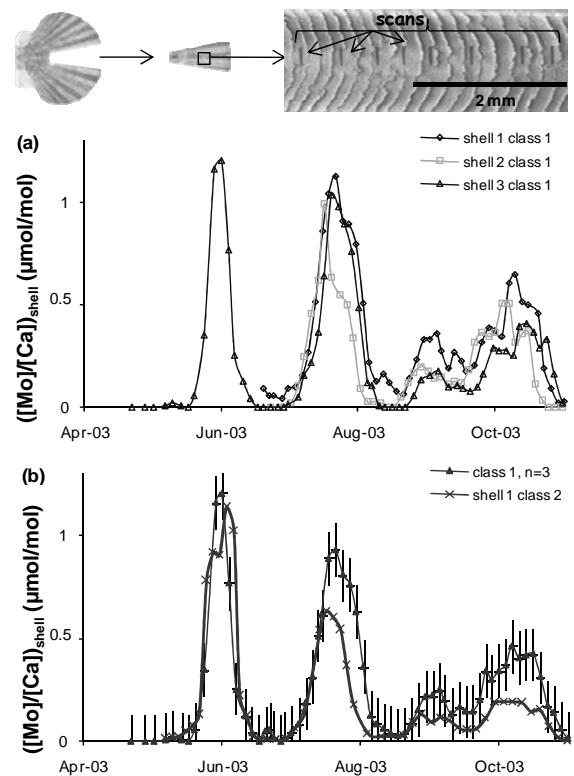 scans
2 mm
(a)
shell 1 class 1
shell 2 class 1
shell 3 class 1
([Mo]/[Ca])shell (µmol/mol)
1
0.5
0
Apr-03 Jun-03 Aug-03 Oct-03
(b)
class 1, n=3
shell 1 class 2
([Mo]/[Ca])shell (µmol/mol)
1
0.5
0
Apr-03 Jun-03 Aug-03 Oct-03